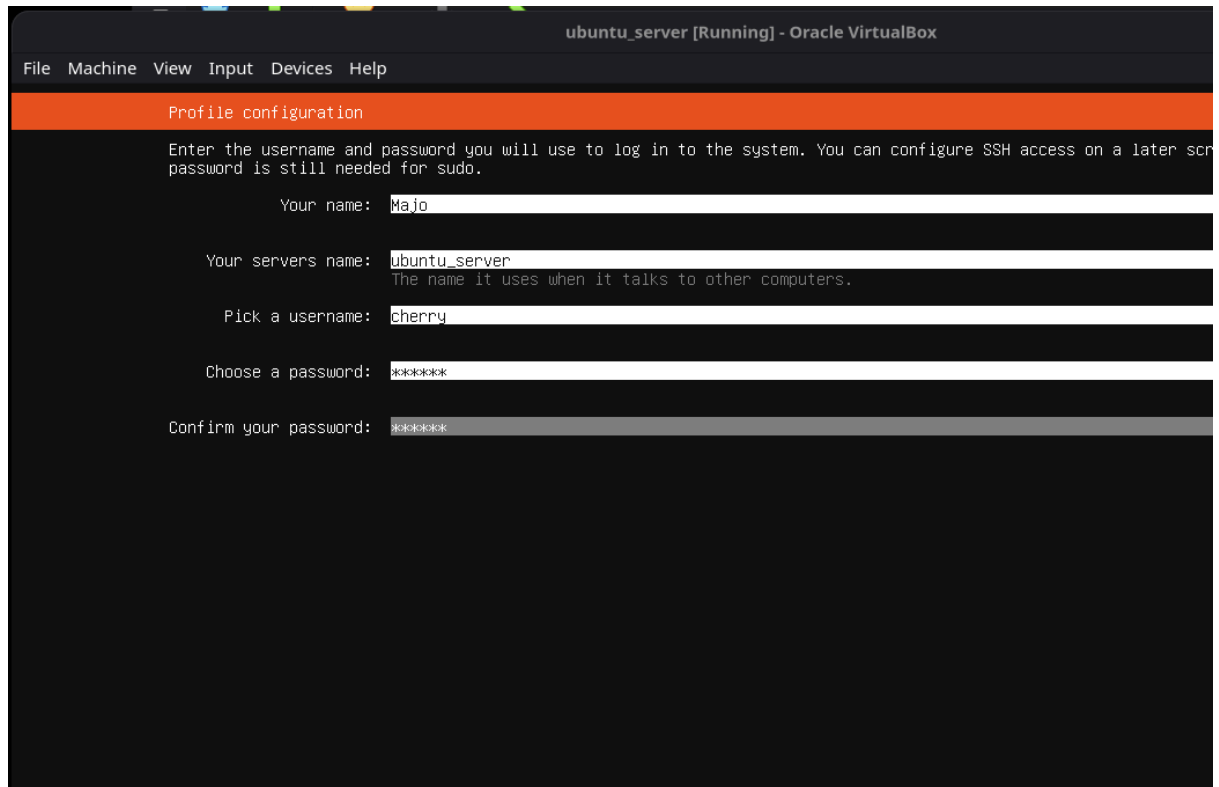 ubuntu_server [Running] - Oracle VirtualBox
File Machine View Input Devices Help
Profile configuration
Enter the username and password you will use to log in to the system. You can configure SSH access on a later scr
password is still needed for sudo.
Your name: Majo
Your servers name: ubuntu_server
The name it uses when it talks to other computers.
Pick a username: cherry
Choose a password: ******
Confirm your password: ******